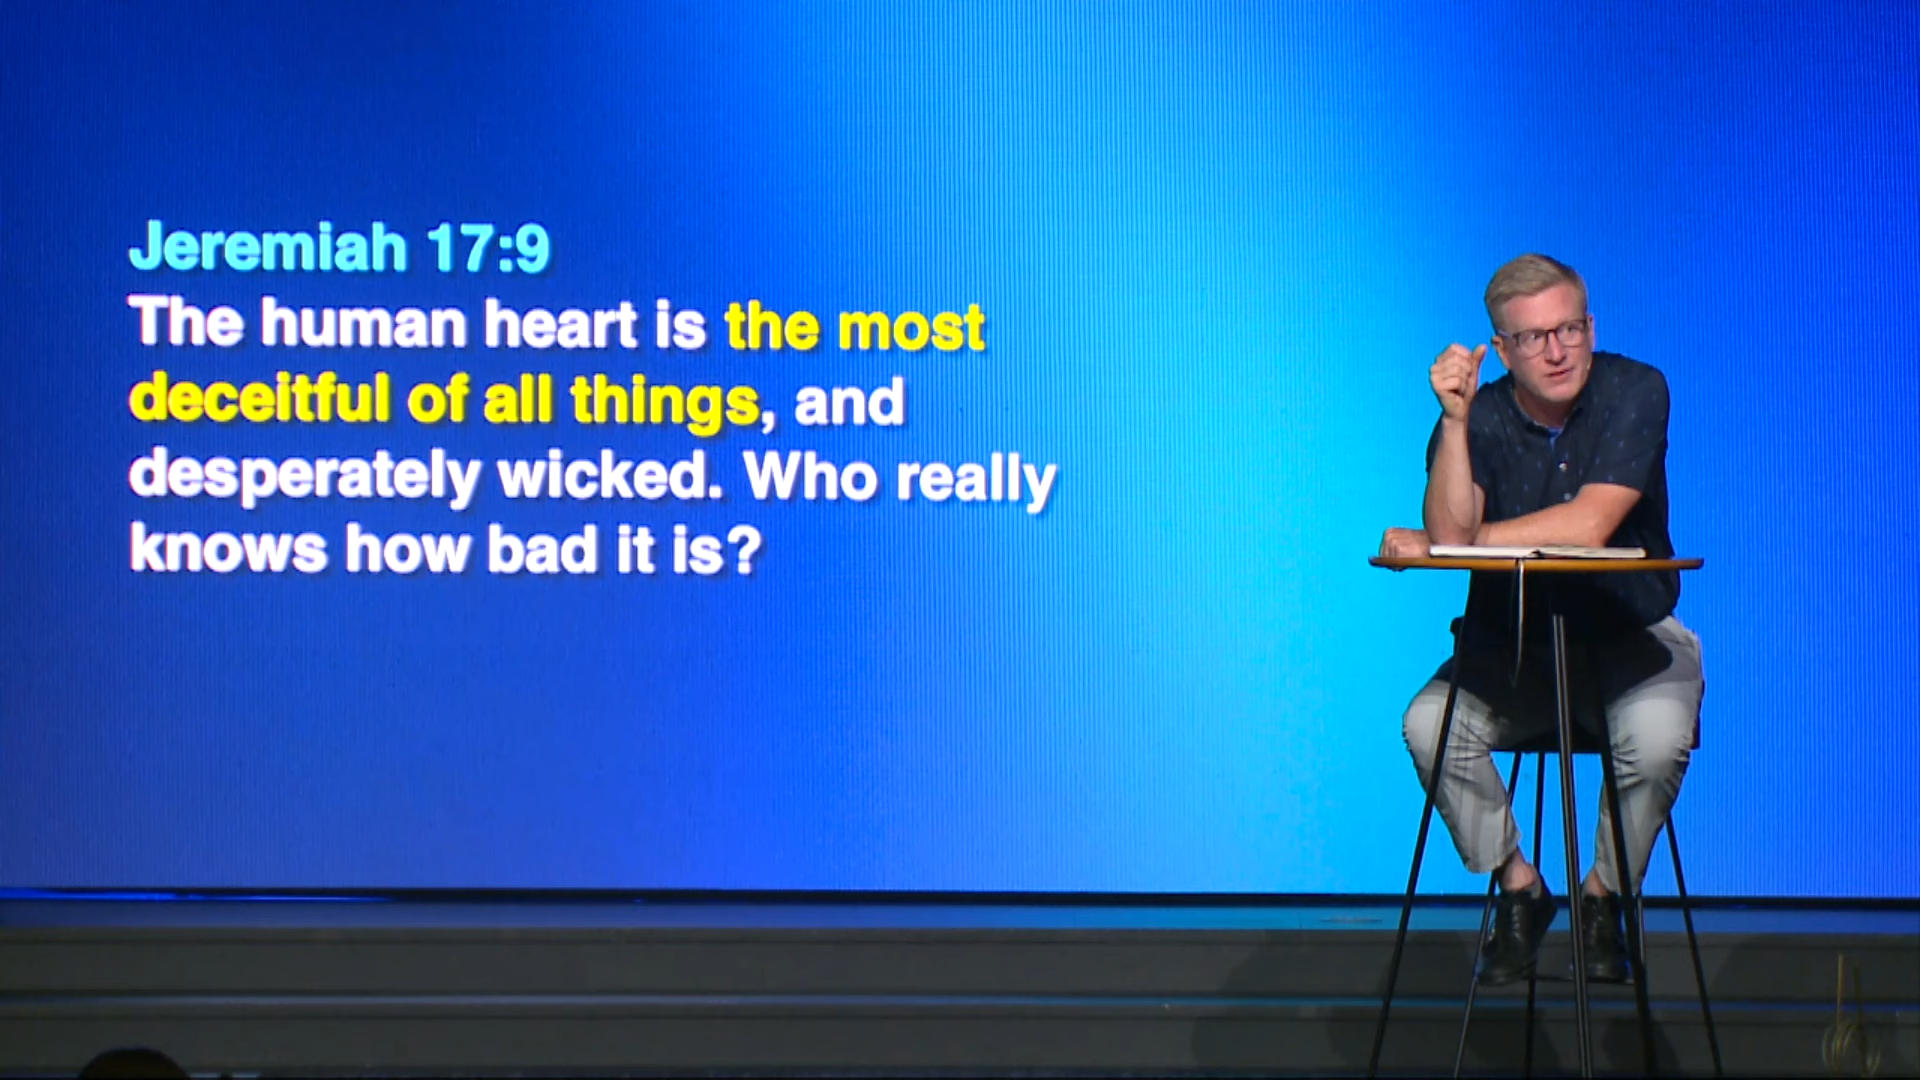 Jeremiah 17:9
The human heart is the most
deceitful of all things, and
desperately wicked. Who really
knows how bad it is?